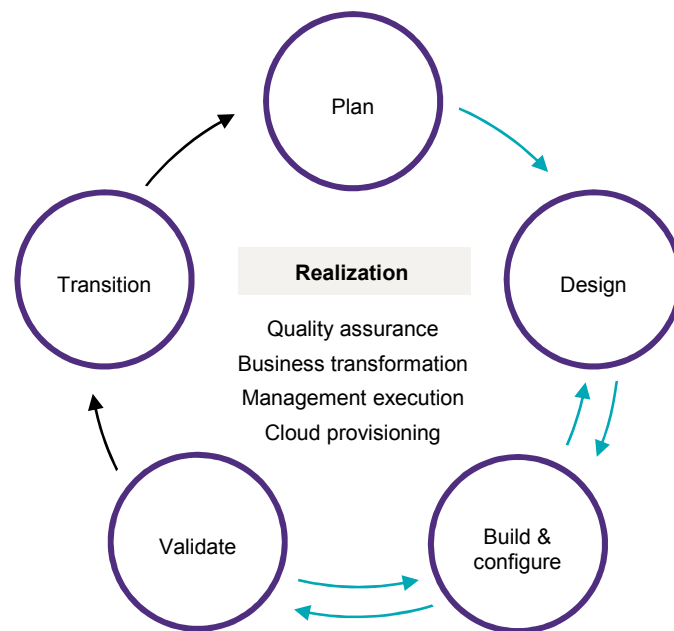 Plan
Transition
Realization
Design
Quality assurance
Business transformation
Management execution
Cloud provisioning
Validate
Build &
configure